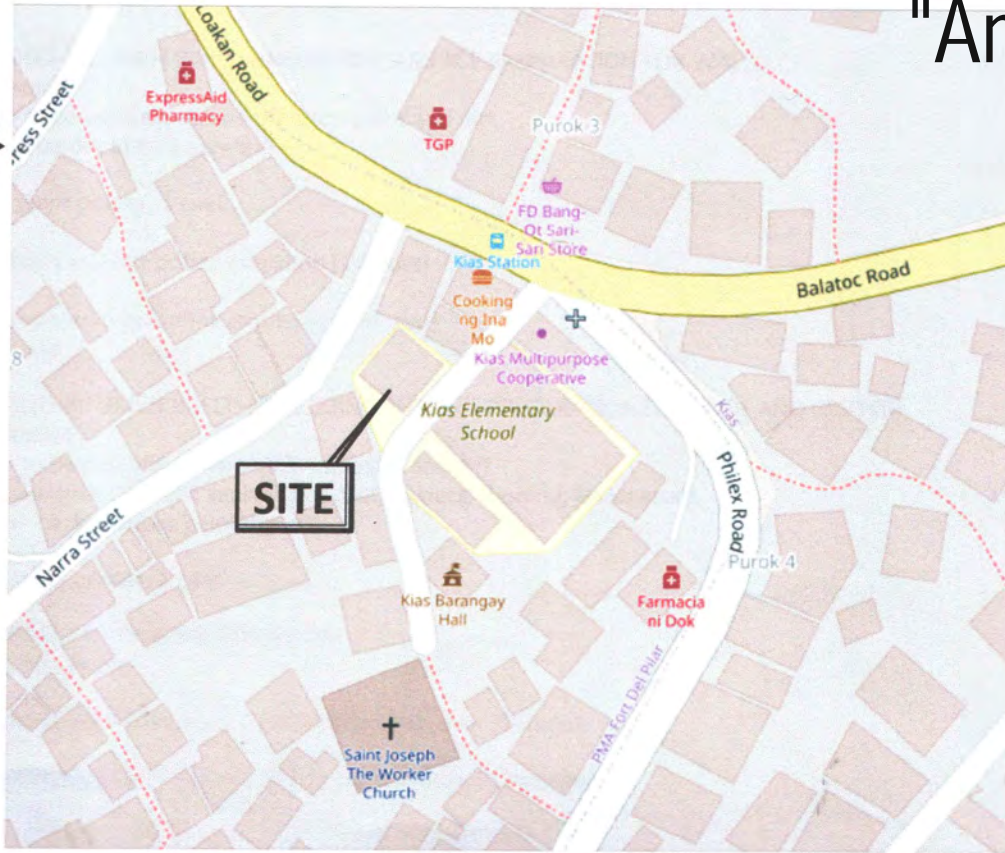 "An
Loakan Road
ress Street
ExpressAid
Pharmacy
TGP
Purok 3
FD Bang-
Ot Sari-
Sari Store
Kias Station
Cooking
ng Ina
Mo
Balatoc Road
Kias Multipurpose
Cooperative
8
Kias Elementary
School
Kias
SITE
Philex Road
Narra Street
Purok 4
Kias Barangay
Hall
Farmacia
ni Dok
PMA Fort Del Pilar
Saint Joseph
The Worker
Church